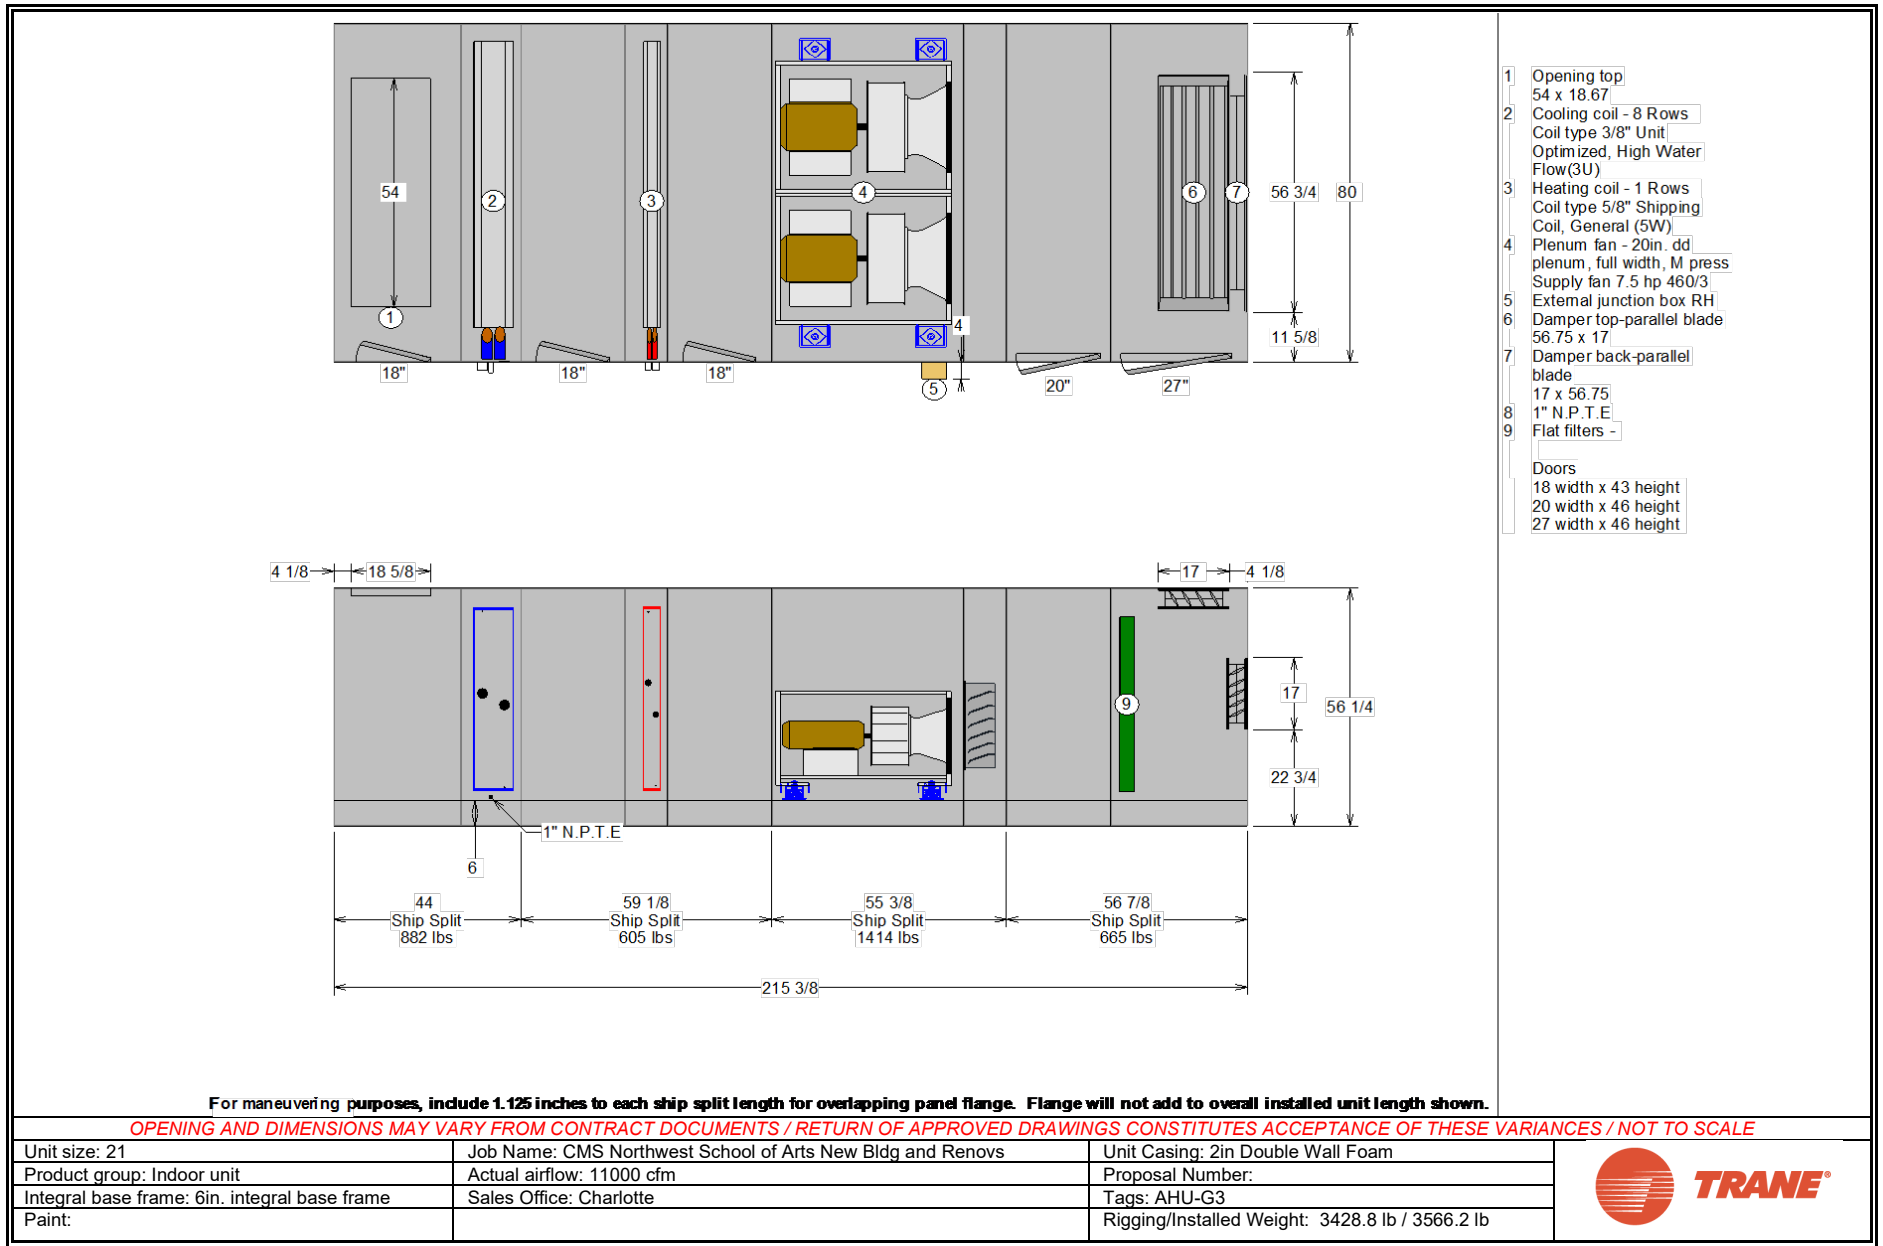 54
1
2
3
4
5
6
7
18"
18"
18"
4
20"
27"
56 3/4
80
11 5/8
1 Opening top
54 x 18.67
2 Cooling coil - 8 Rows
Coil type 3/8" Unit
Optimized, High Water
Flow(3U)
3 Heating coil - 1 Rows
Coil type 5/8" Shipping
Coil, General (5W)
4 Plenum fan - 20in. dd
plenum, full width, M press
Supply fan 7.5 hp 460/3
5 External junction box RH
6 Damper top-parallel blade
56.75 x 17
7 Damper back-parallel
blade
17 x 56.75
8 1" N.P.T.E
9 Flat filters -
Doors
18 width x 43 height
20 width x 46 height
27 width x 46 height
4 1/8
18 5/8
17
4 1/8
9
17
56 1/4
22 3/4
1" N.P.T.E
6
44
Ship Split
882 lbs
59 1/8
Ship Split
605 lbs
55 3/8
Ship Split
1414 lbs
56 7/8
Ship Split
665 lbs
215 3/8
For maneuvering purposes, include 1.125 inches to each ship split length for overlapping panel flange. Flange will not add to overall installed unit length shown.
OPENING AND DIMENSIONS MAY VARY FROM CONTRACT DOCUMENTS / RETURN OF APPROVED DRAWINGS CONSTITUTES ACCEPTANCE OF THESE VARIANCES / NOT TO SCALE
Unit size: 21
Product group: Indoor unit
Integral base frame: 6in. integral base frame
Paint:
Job Name: CMS Northwest School of Arts New Bldg and Renovs
Actual airflow: 11000 cfm
Sales Office: Charlotte
Unit Casing: 2in Double Wall Foam
Proposal Number:
Tags: AHU-G3
Rigging/Installed Weight: 3428.8 lb / 3566.2 lb
TRANE®